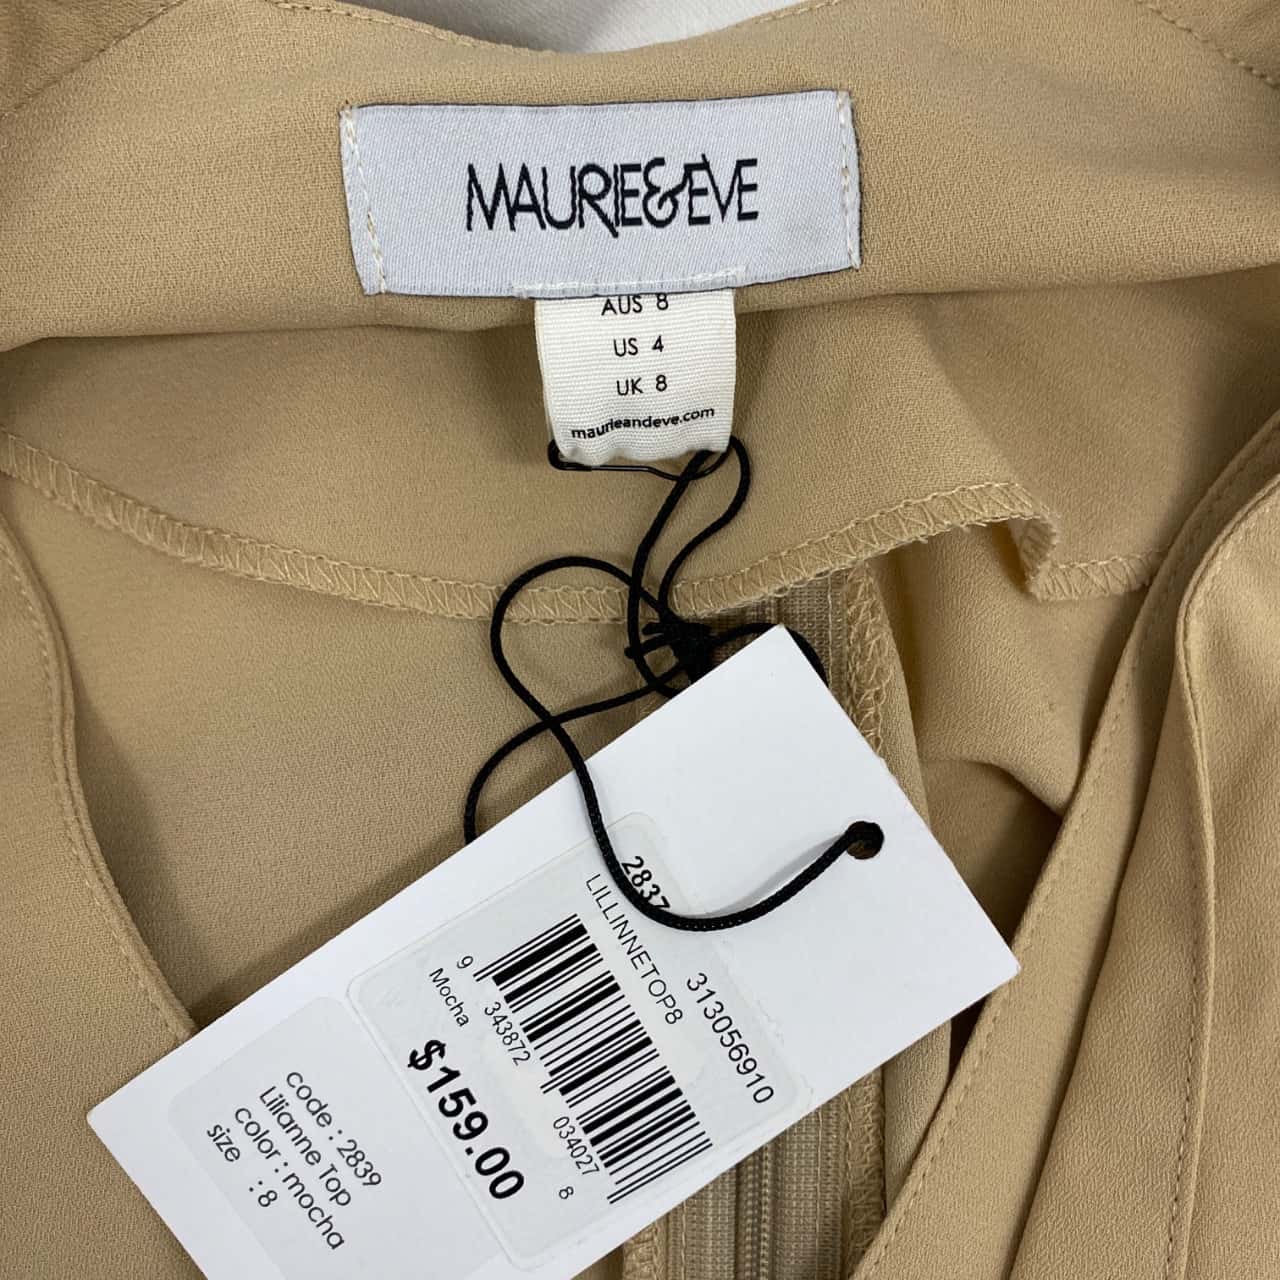 MAURIE&EVE
AUS 8
US 4
UK 8
maurieandeve.com
2837
LILLINNETOP8
313056910
9 343872 034027 8
Mocha
$159.00
code : 2839
Lilianne Top
color : mocha
size : 8